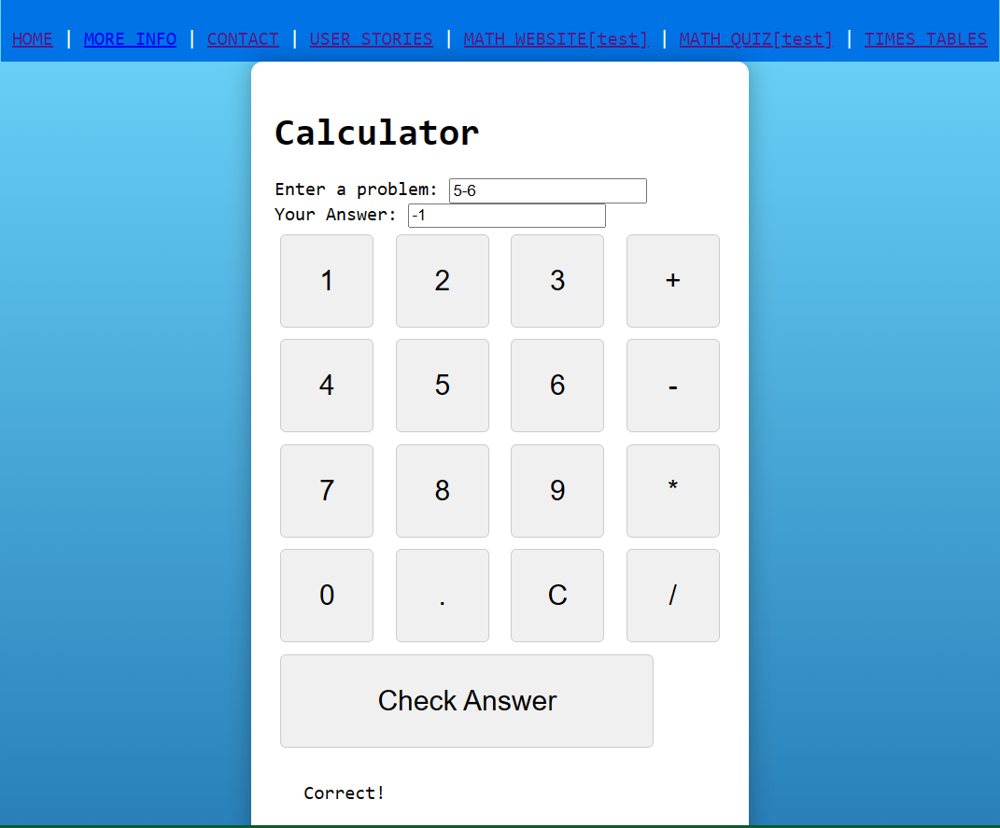 HOME | MORE INFO | CONTACT | USER STORIES | MATH WEBSITE[test] | MATH QUIZ[test] | TIMES TABLES
Calculator
Enter a problem: 5-6
Your Answer: -1
1 2 3 +
4 5 6 -
7 8 9 *
0 . C /
Check Answer
Correct!